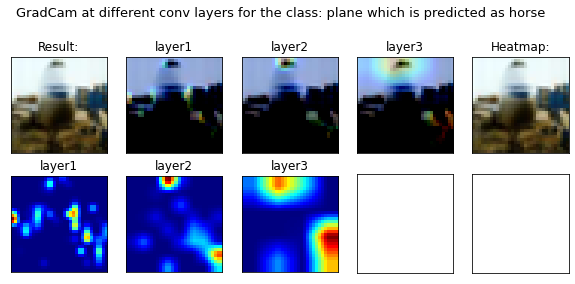 GradCam at different conv layers for the class: plane which is predicted as horse
Result:
layer1
layer2
layer3
Heatmap:
layer1
layer2
layer3